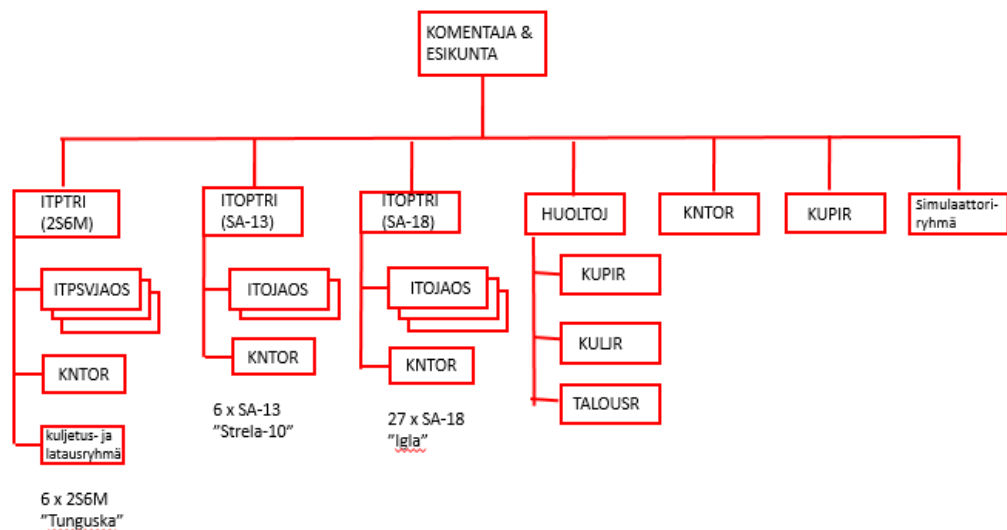 KOMENTAJA &
ESIKUNTA
ITPTRI
(2S6M)
ITOPTRI
(SA-13)
ITOPTRI
(SA-18)
HUOLTOJ
KNTOR
KUPIR
Simulaattori-
ryhmä
ITPSVJAOS
ITOJAOS
ITOJAOS
KUPIR
KNTOR
KNTOR
KNTOR
KULJR
TALOUSR
kuljetus- ja
latausryhmä
6 x SA-13
"Strela-10"
27 x SA-18
"Igla"
6 x 2S6M
"Tunguska"